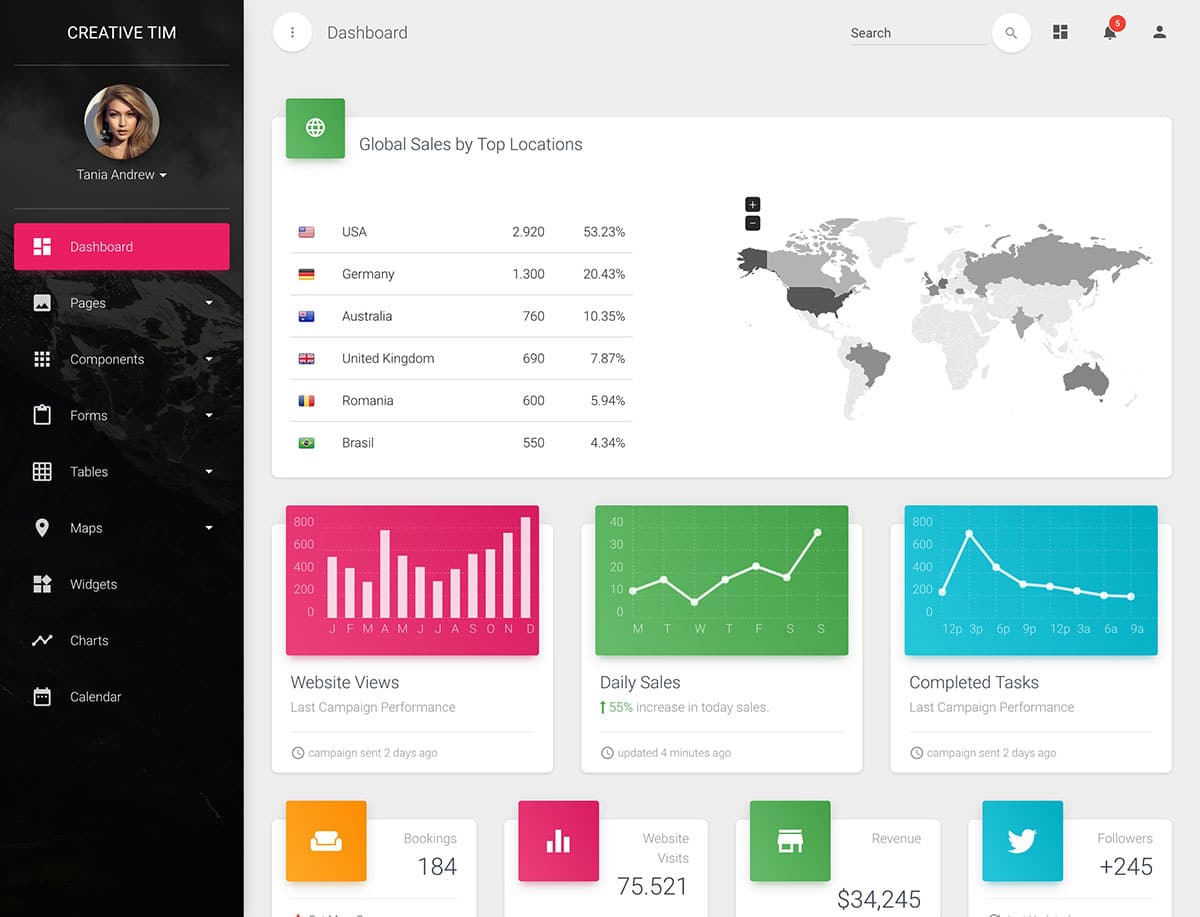 CREATIVE TIM
Tania Andrew
Dashboard
Pages
Components
Forms
Tables
Maps
Widgets
Charts
Calendar
Dashboard
Search
5
Global Sales by Top Locations
USA 2.920 53.23%
Germany 1.300 20.43%
Australia 760 10.35%
United Kingdom 690 7.87%
Romania 600 5.94%
Brasil 550 4.34%
+
−
800
600
400
200
0
J F M A M J J A S O N D
Website Views
Last Campaign Performance
campaign sent 2 days ago
40
30
20
10
0
M T W T F S S
Daily Sales
55% increase in today sales.
updated 4 minutes ago
800
600
400
200
0
12p 3p 6p 9p 12p 3a 6a 9a
Completed Tasks
Last Campaign Performance
campaign sent 2 days ago
Bookings
184
Website
Visits
75.521
Revenue
$34,245
Followers
+245